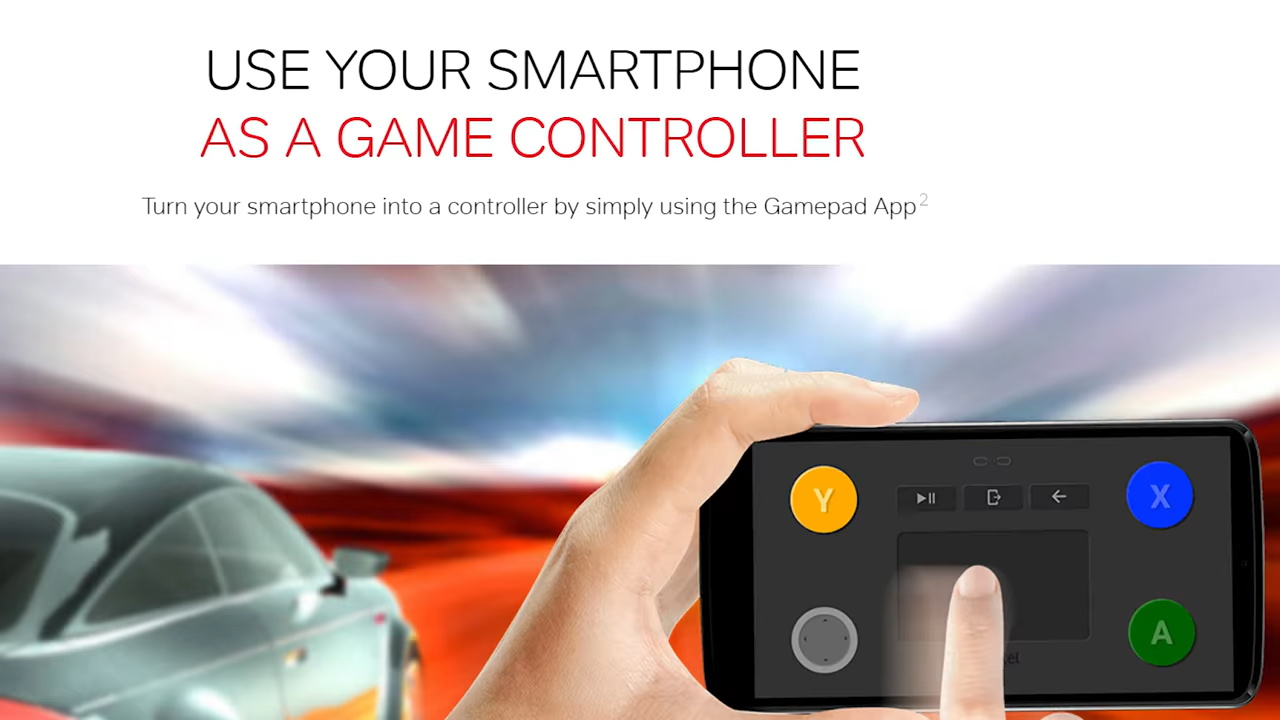 USE YOUR SMARTPHONE
AS A GAME CONTROLLER
Turn your smartphone into a controller by simply using the Gamepad App2
Y
X
A